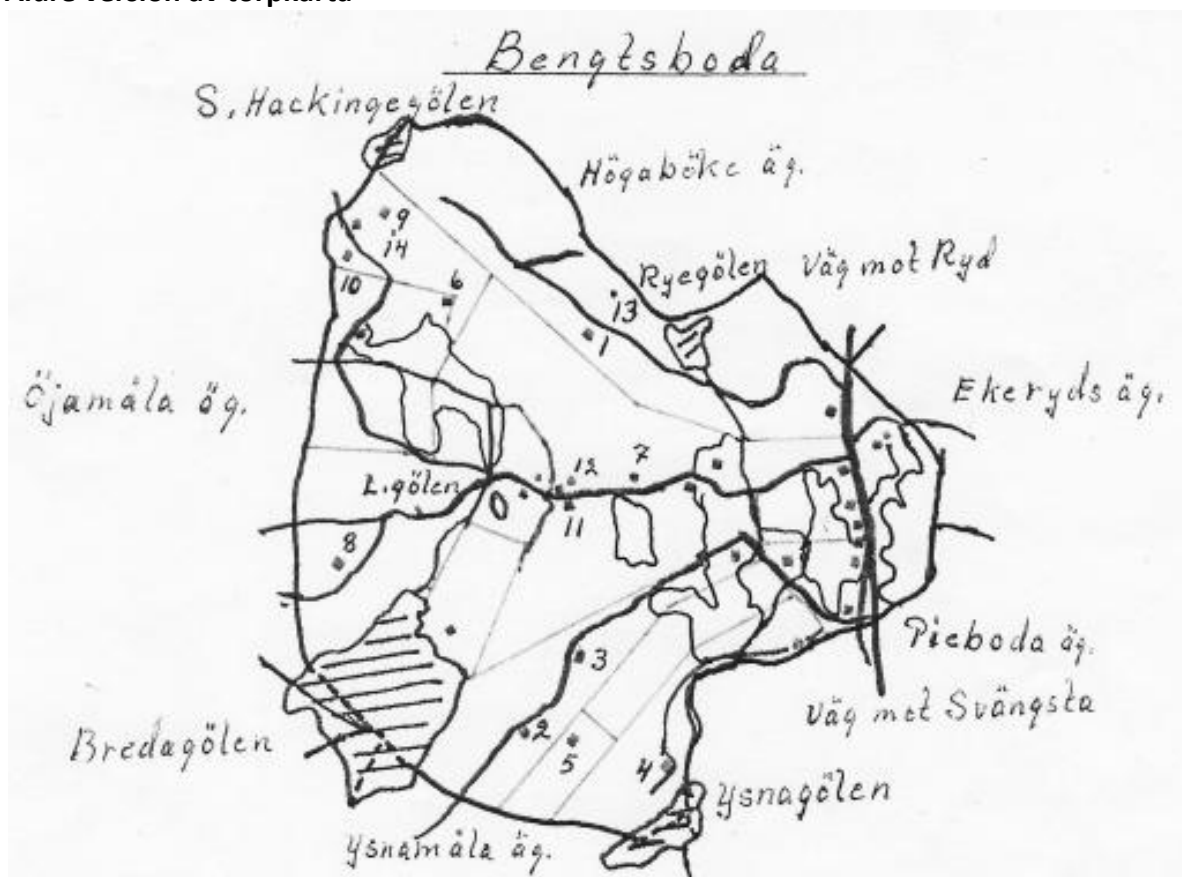 Äldre version av torpkarta
Bengtsboda
S. Hackingegölen
Högaböke äg.
9
14
10
6
Ryegölen
Väg mot Ryd
13
1
Öjamåla äg.
Ekeryds äg.
L. gölen
12
7
11
8
3
Pieboda äg.
Väg mot Svängsta
Bredagölen
2
5
4
Ysnagölen
Ysnamåla äg.